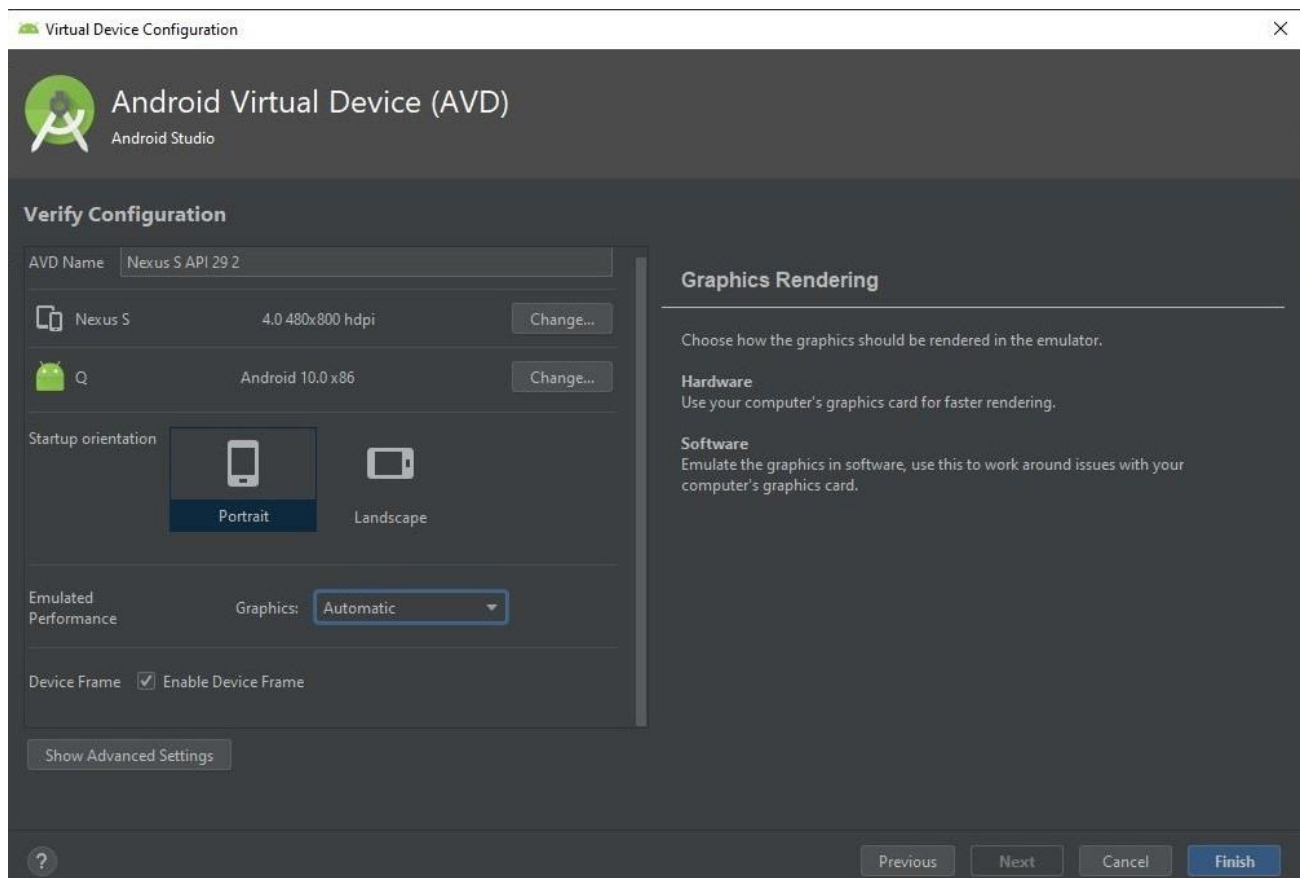 Virtual Device Configuration
Android Virtual Device (AVD)
Android Studio
Verify Configuration
AVD Name Nexus S API 29 2
Nexus S 4.0 480x800 hdpi Change...
Q Android 10.0 x86 Change...
Startup orientation
Portrait
Landscape
Emulated
Performance
Graphics: Automatic
Device Frame Enable Device Frame
Show Advanced Settings
Graphics Rendering
Choose how the graphics should be rendered in the emulator.
Hardware
Use your computer's graphics card for faster rendering.
Software
Emulate the graphics in software, use this to work around issues with your
computer's graphics card.
? Previous Next Cancel Finish